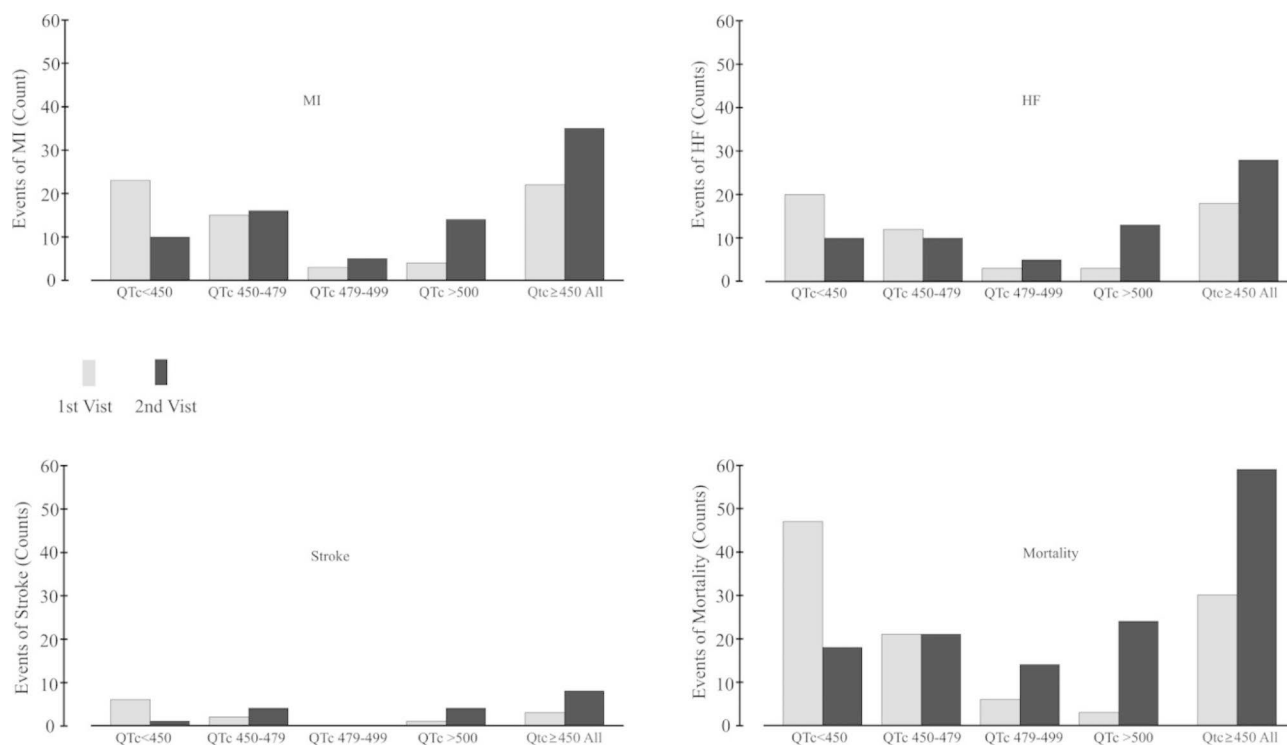 60
50
40
30
20
10
0
Events of MI (Count)
MI
QTc<450 QTc 450-479 QTc 479-499 QTc >500 Qtc≥450 All
60
50
40
30
20
10
0
Events of HF (Counts)
HF
QTc<450 QTc 450-479 QTc 479-499 QTc >500 Qtc≥450 All
1st Vist 2nd Vist
60
50
40
30
20
10
0
Events of Stroke (Counts)
Stroke
QTc<450 QTc 450-479 QTc 479-499 QTc >500 Qtc≥450 All
60
50
40
30
20
10
0
Events of Mortality (Counts)
Mortality
QTc<450 QTc 450-479 QTc 479-499 QTc >500 Qtc≥450 All